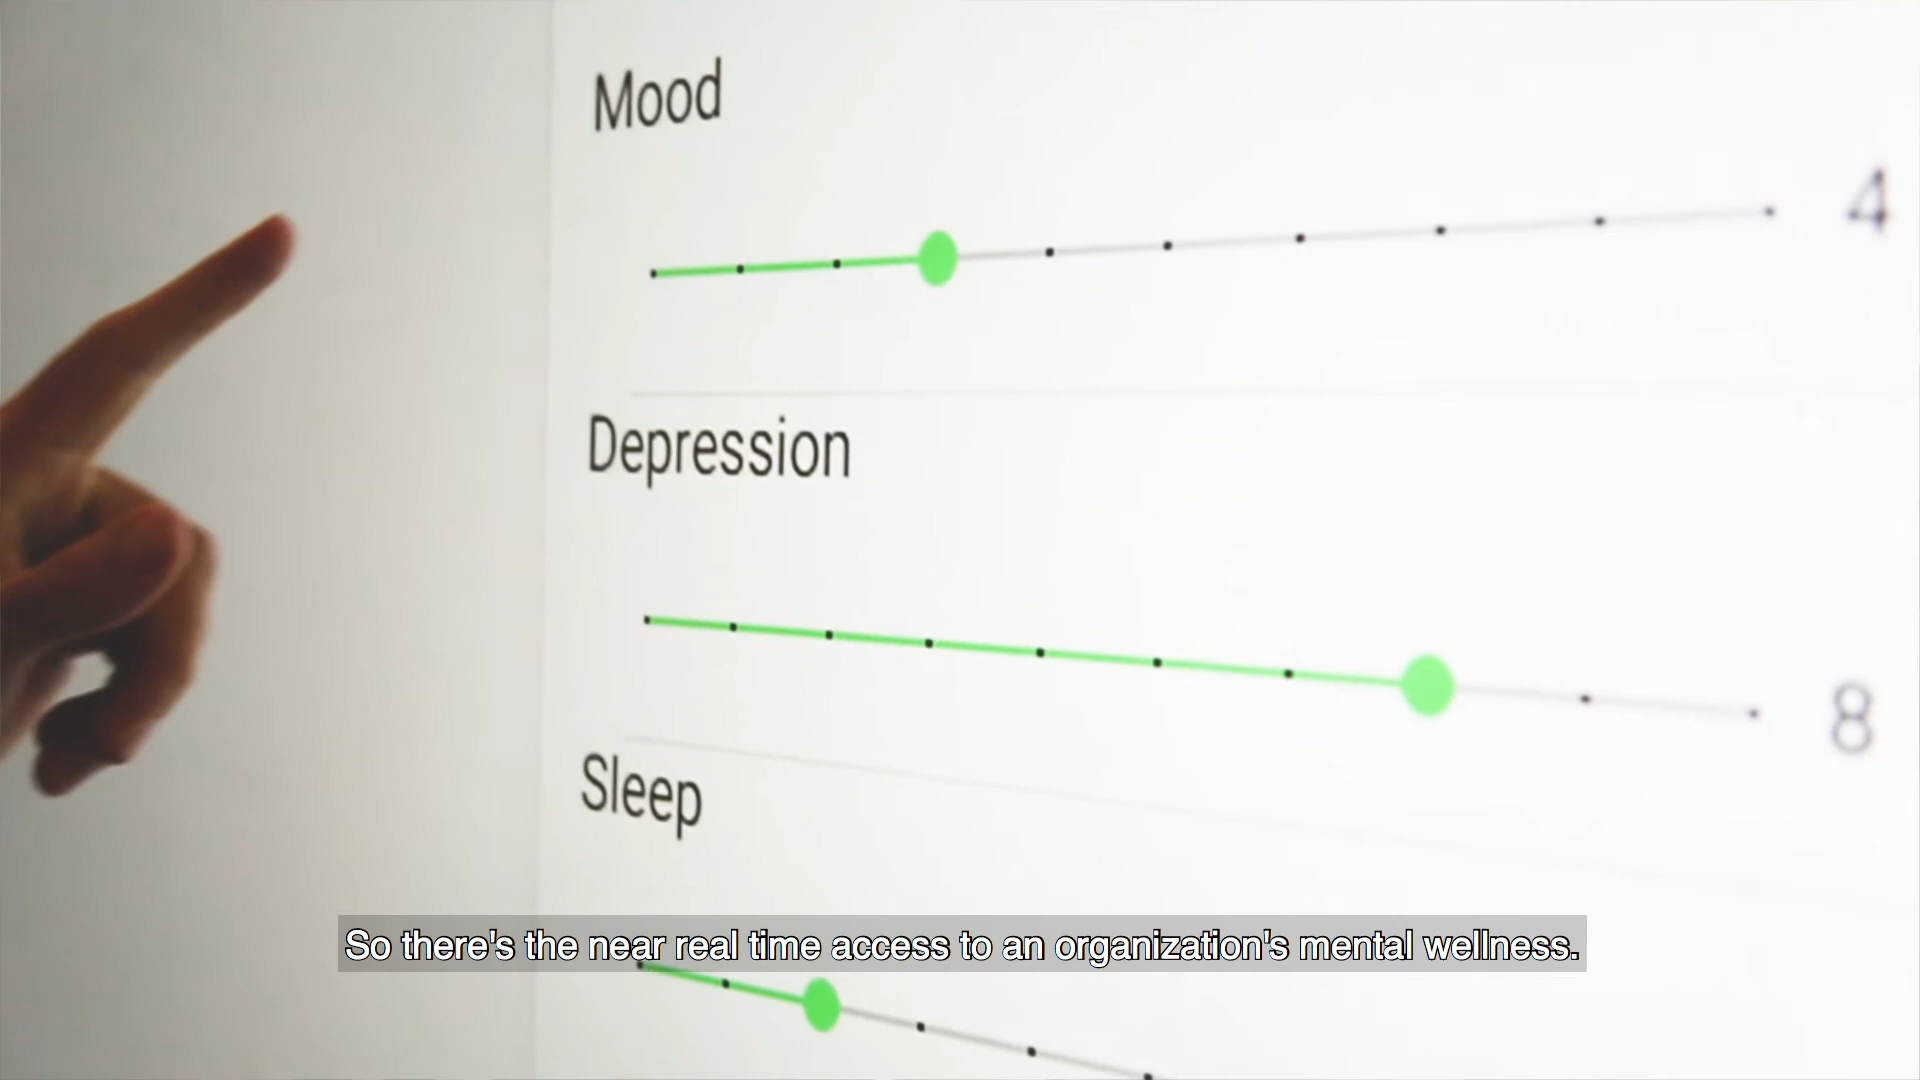 Mood
4
Depression
8
Sleep
So there's the near real time access to an organization's mental wellness.